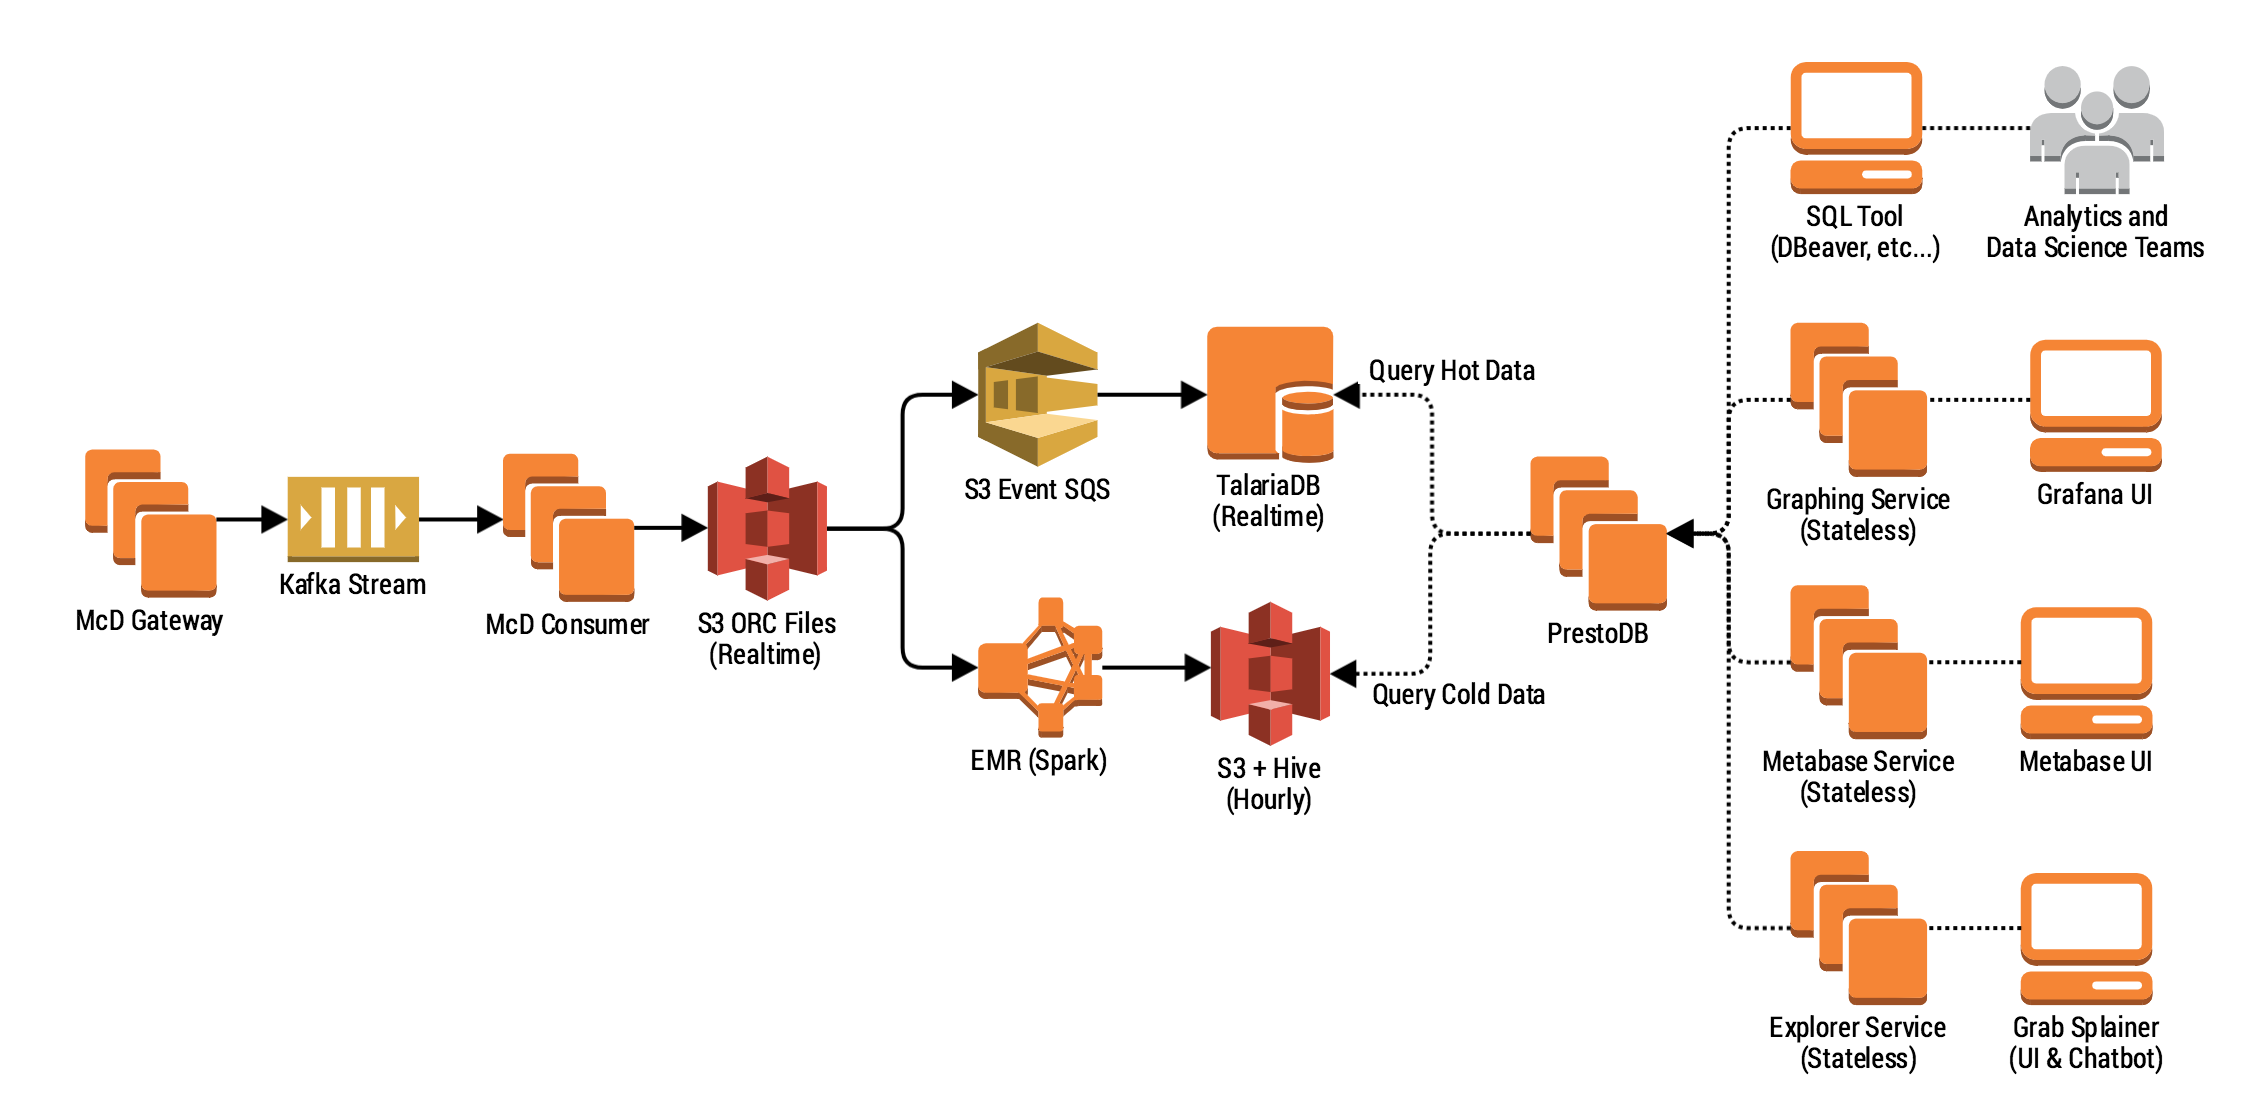 McD Gateway
Kafka Stream
McD Consumer
S3 ORC Files
(Realtime)
S3 Event SQS
TalariaDB
(Realtime)
EMR (Spark)
S3 + Hive
(Hourly)
Query Hot Data
Query Cold Data
PrestoDB
SQL Tool
(DBeaver, etc...)
Analytics and
Data Science Teams
Graphing Service
(Stateless)
Grafana UI
Metabase Service
(Stateless)
Metabase UI
Explorer Service
(Stateless)
Grab Splainer
(UI & Chatbot)